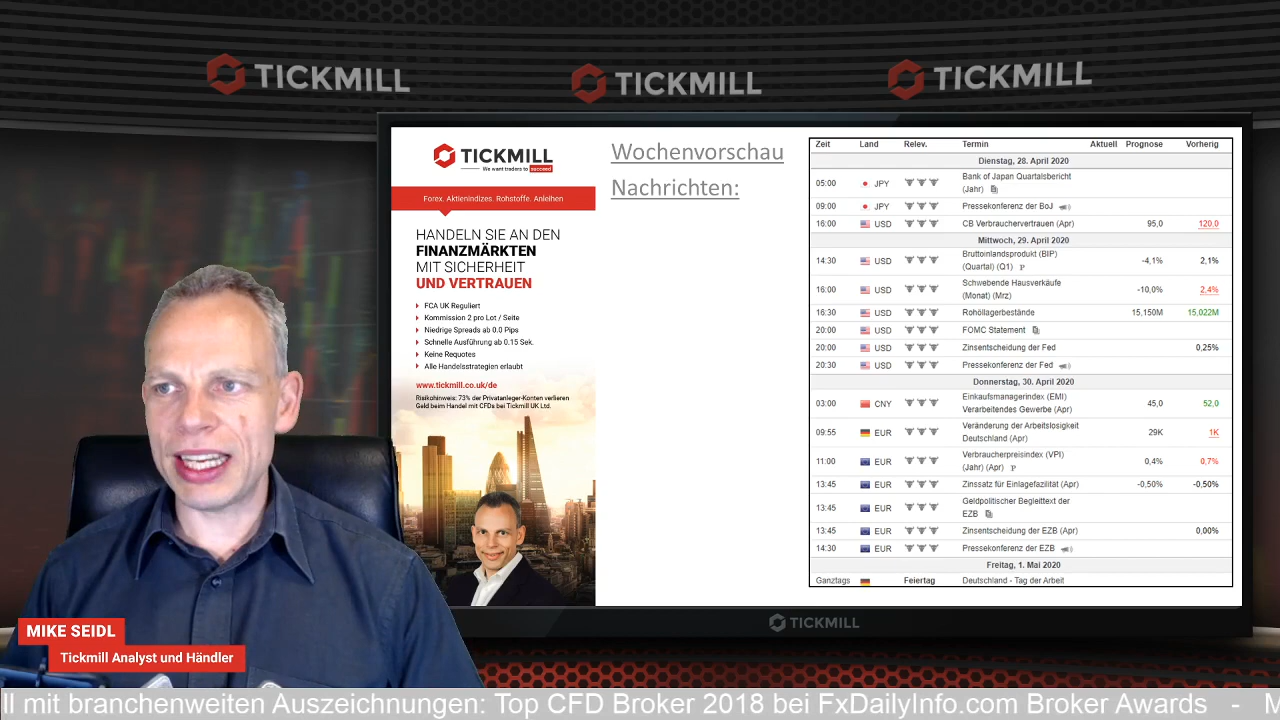 TICKMILL
TICKMILL
TICKMILL
TICKMILL
We want traders to succeed
Forex. Aktienindizes. Rohstoffe. Anleihen
HANDELN SIE AN DEN
FINANZMÄRKTEN
MIT SICHERHEIT
UND VERTRAUEN
FCA UK Reguliert
Kommission 2 pro Lot / Seite
Niedrige Spreads ab 0.0 Pips
Schnelle Ausführung ab 0.15 Sek.
Keine Requotes
Alle Handelsstrategien erlaubt
www.tickmill.co.uk/de
Risikohinweis: 73% der Privatanleger-Konten verlieren
Geld beim Handel mit CFDs bei Tickmill UK Ltd.
Wochenvorschau
Nachrichten:
Zeit Land Relev. Termin Aktuell Prognose Vorherig
Dienstag, 28. April 2020
05:00 JPY Bank of Japan Quartalsbericht
(Jahr)
09:00 JPY Pressekonferenz der BoJ
16:00 USD CB Verbrauchervertrauen (Apr) 95,0 120,0
Mittwoch, 29. April 2020
14:30 USD Bruttoinlandsprodukt (BIP)
(Quartal) (Q1) P -4,1% 2,1%
16:00 USD Schwebende Hausverkäufe
(Monat) (Mrz) -10,0% 2,4%
16:30 USD Rohöllagerbestände 15,150M 15,022M
20:00 USD FOMC Statement
20:00 USD Zinsentscheidung der Fed 0,25%
20:30 USD Pressekonferenz der Fed
Donnerstag, 30. April 2020
03:00 CNY Einkaufsmanagerindex (EMI)
Verarbeitendes Gewerbe (Apr) 45,0 52,0
09:55 EUR Veränderung der Arbeitslosigkeit
Deutschland (Apr) 29K 1K
11:00 EUR Verbraucherpreisindex (VPI)
(Jahr) (Apr) P 0,4% 0,7%
13:45 EUR Zinssatz für Einlagefazilität (Apr) -0,50% -0,50%
13:45 EUR Geldpolitischer Begleittext der
EZB
13:45 EUR Zinsentscheidung der EZB (Apr) 0,00%
14:30 EUR Pressekonferenz der EZB
Freitag, 1. Mai 2020
Ganztags Feiertag Deutschland - Tag der Arbeit
TICKMILL
MIKE SEIDL
Tickmill Analyst und Händler
ll mit branchenweiten Auszeichnungen: Top CFD Broker 2018 bei FxDailyInfo.com Broker Awards - M